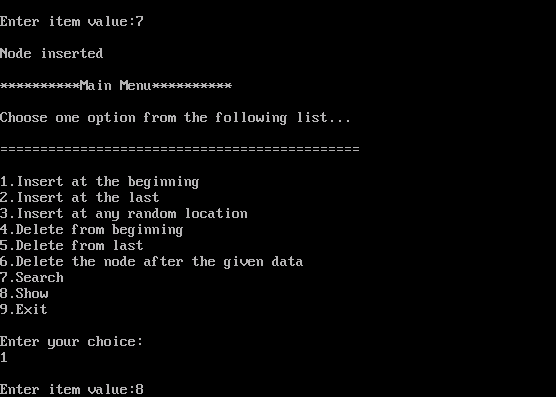 Enter item value:7
Node inserted
**********Main Menu**********
Choose one option from the following list...
=============================================
1.Insert at the beginning
2.Insert at the last
3.Insert at any random location
4.Delete from beginning
5.Delete from last
6.Delete the node after the given data
7.Search
8.Show
9.Exit
Enter your choice:
1
Enter item value:8